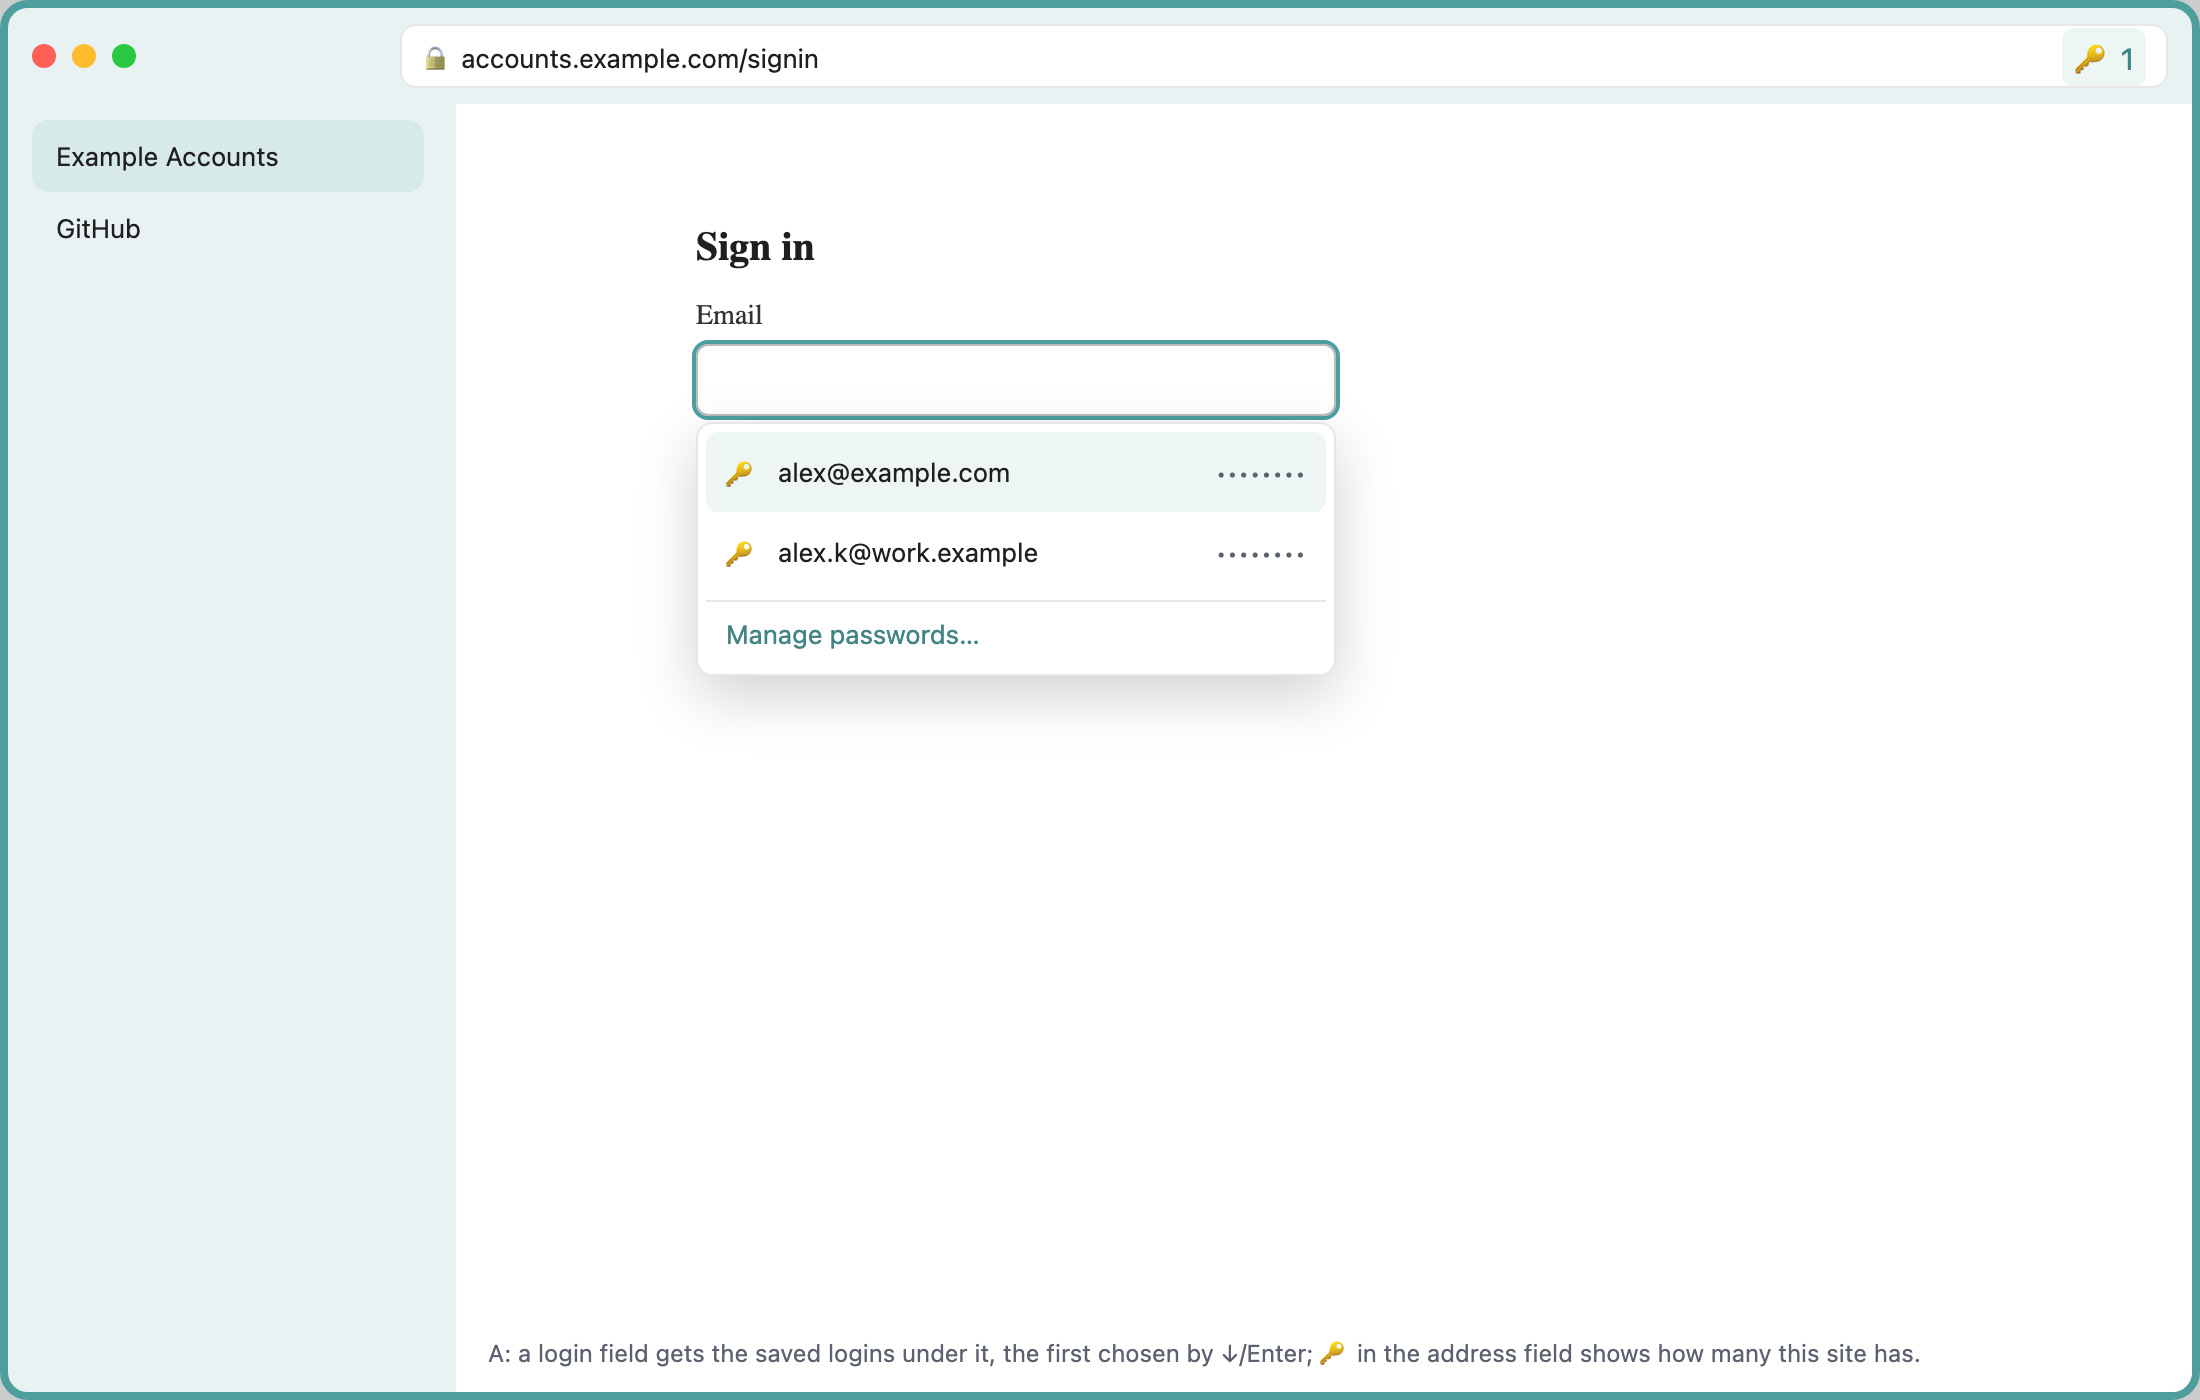 accounts.example.com/signin
1
Example Accounts
GitHub
Sign in
Email
alex@example.com ••••••••
alex.k@work.example ••••••••
Manage passwords...
A: a login field gets the saved logins under it, the first chosen by ↓/Enter; 🔑 in the address field shows how many this site has.